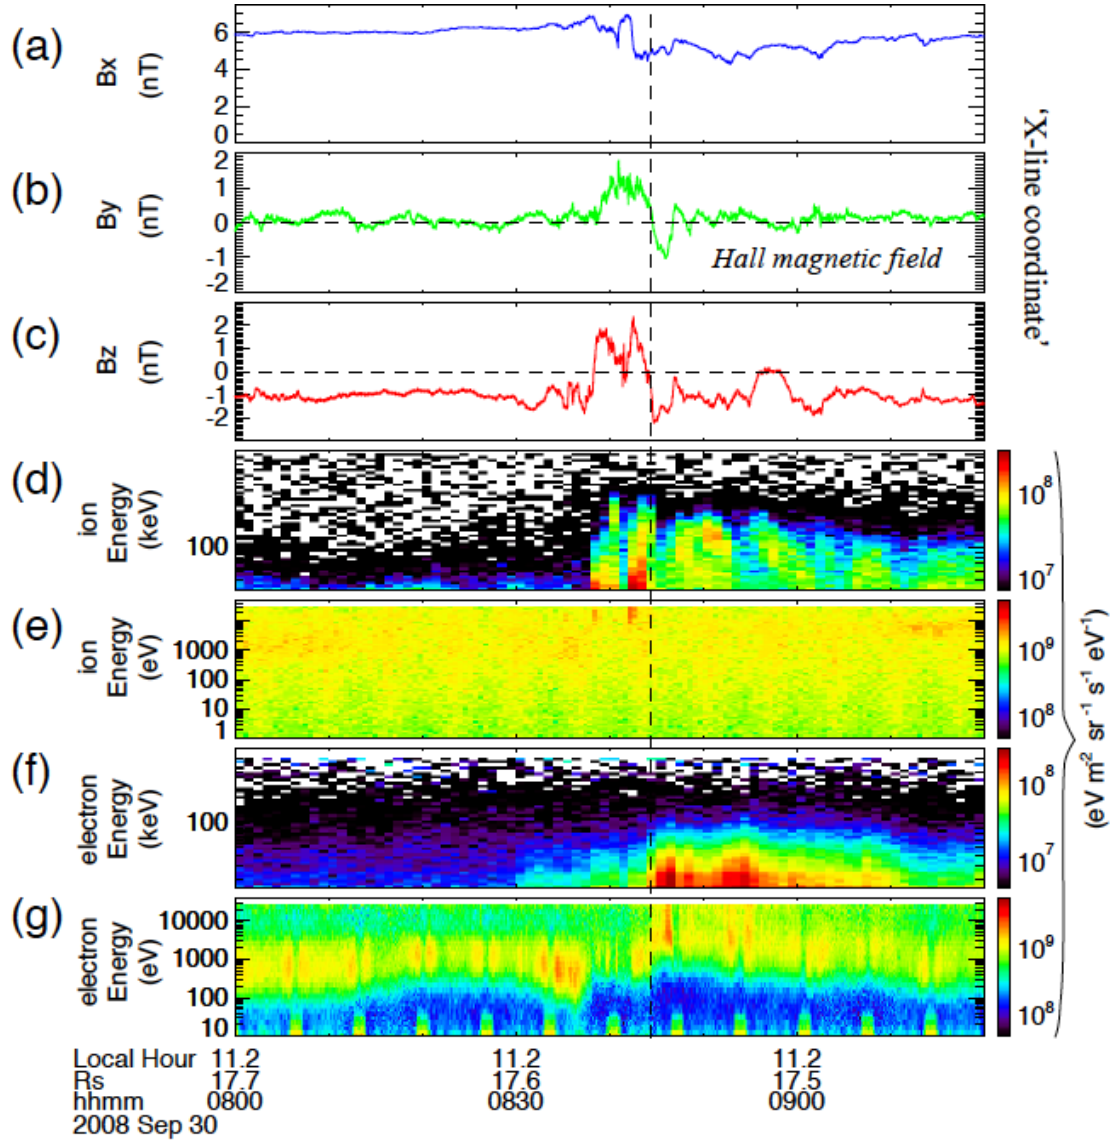 (a)
Bx
(nT)
6
4
2
0
(b)
By
(nT)
2
1
0
-1
-2
Hall magnetic field
(c)
Bz
(nT)
2
1
0
-1
-2
'X-line coordinate'
(d)
ion
Energy
(keV)
100
10⁸
10⁷
(e)
ion
Energy
(eV)
1000
100
10
1
10⁹
10⁸
(f)
electron
Energy
(keV)
100
10⁸
10⁷
(g)
electron
Energy
(eV)
10000
1000
100
10
10⁹
10⁸
(eV m² sr⁻¹ s⁻¹ eV⁻¹)
Local Hour 11.2 11.2 11.2
Rs 17.7 17.6 17.5
hhmm 0800 0830 0900
2008 Sep 30